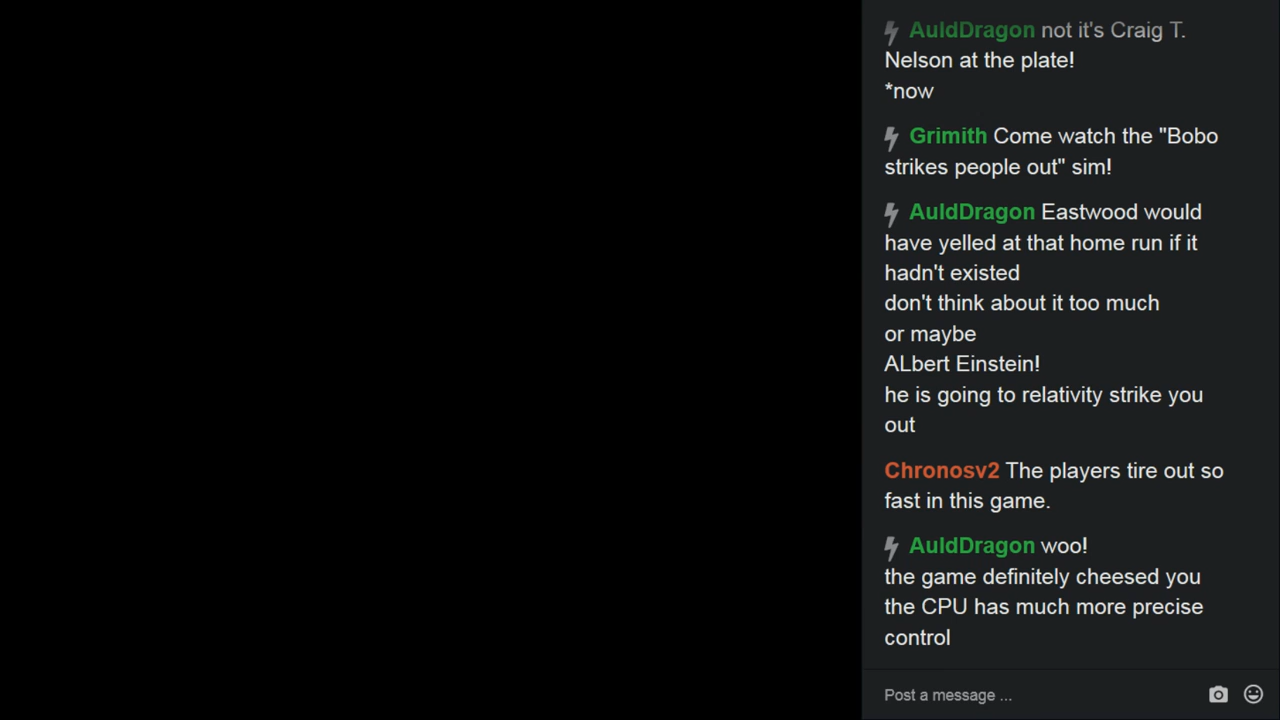 AuldDragon not it's Craig T.
Nelson at the plate!
*now
Grimith Come watch the "Bobo
strikes people out" sim!
AuldDragon Eastwood would
have yelled at that home run if it
hadn't existed
don't think about it too much
or maybe
ALbert Einstein!
he is going to relativity strike you
out
Chronosv2 The players tire out so
fast in this game.
AuldDragon woo!
the game definitely cheesed you
the CPU has much more precise
control
Post a message ...